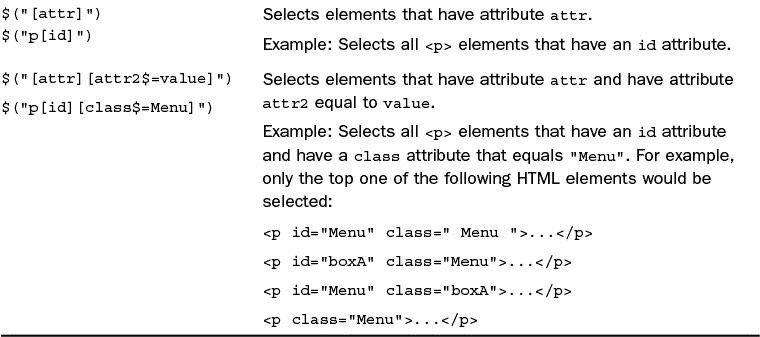 $("[attr]") Selects elements that have attribute attr.
$("p[id]")
Example: Selects all <p> elements that have an id attribute.
$("[attr][attr2$=value]") Selects elements that have attribute attr and have attribute
attr2 equal to value.
$("p[id][class$=Menu]")
Example: Selects all <p> elements that have an id attribute
and have a class attribute that equals "Menu". For example,
only the top one of the following HTML elements would be
selected:
<p id="Menu" class=" Menu ">...</p>
<p id="boxA" class="Menu">...</p>
<p id="Menu" class="boxA">...</p>
<p class="Menu">...</p>